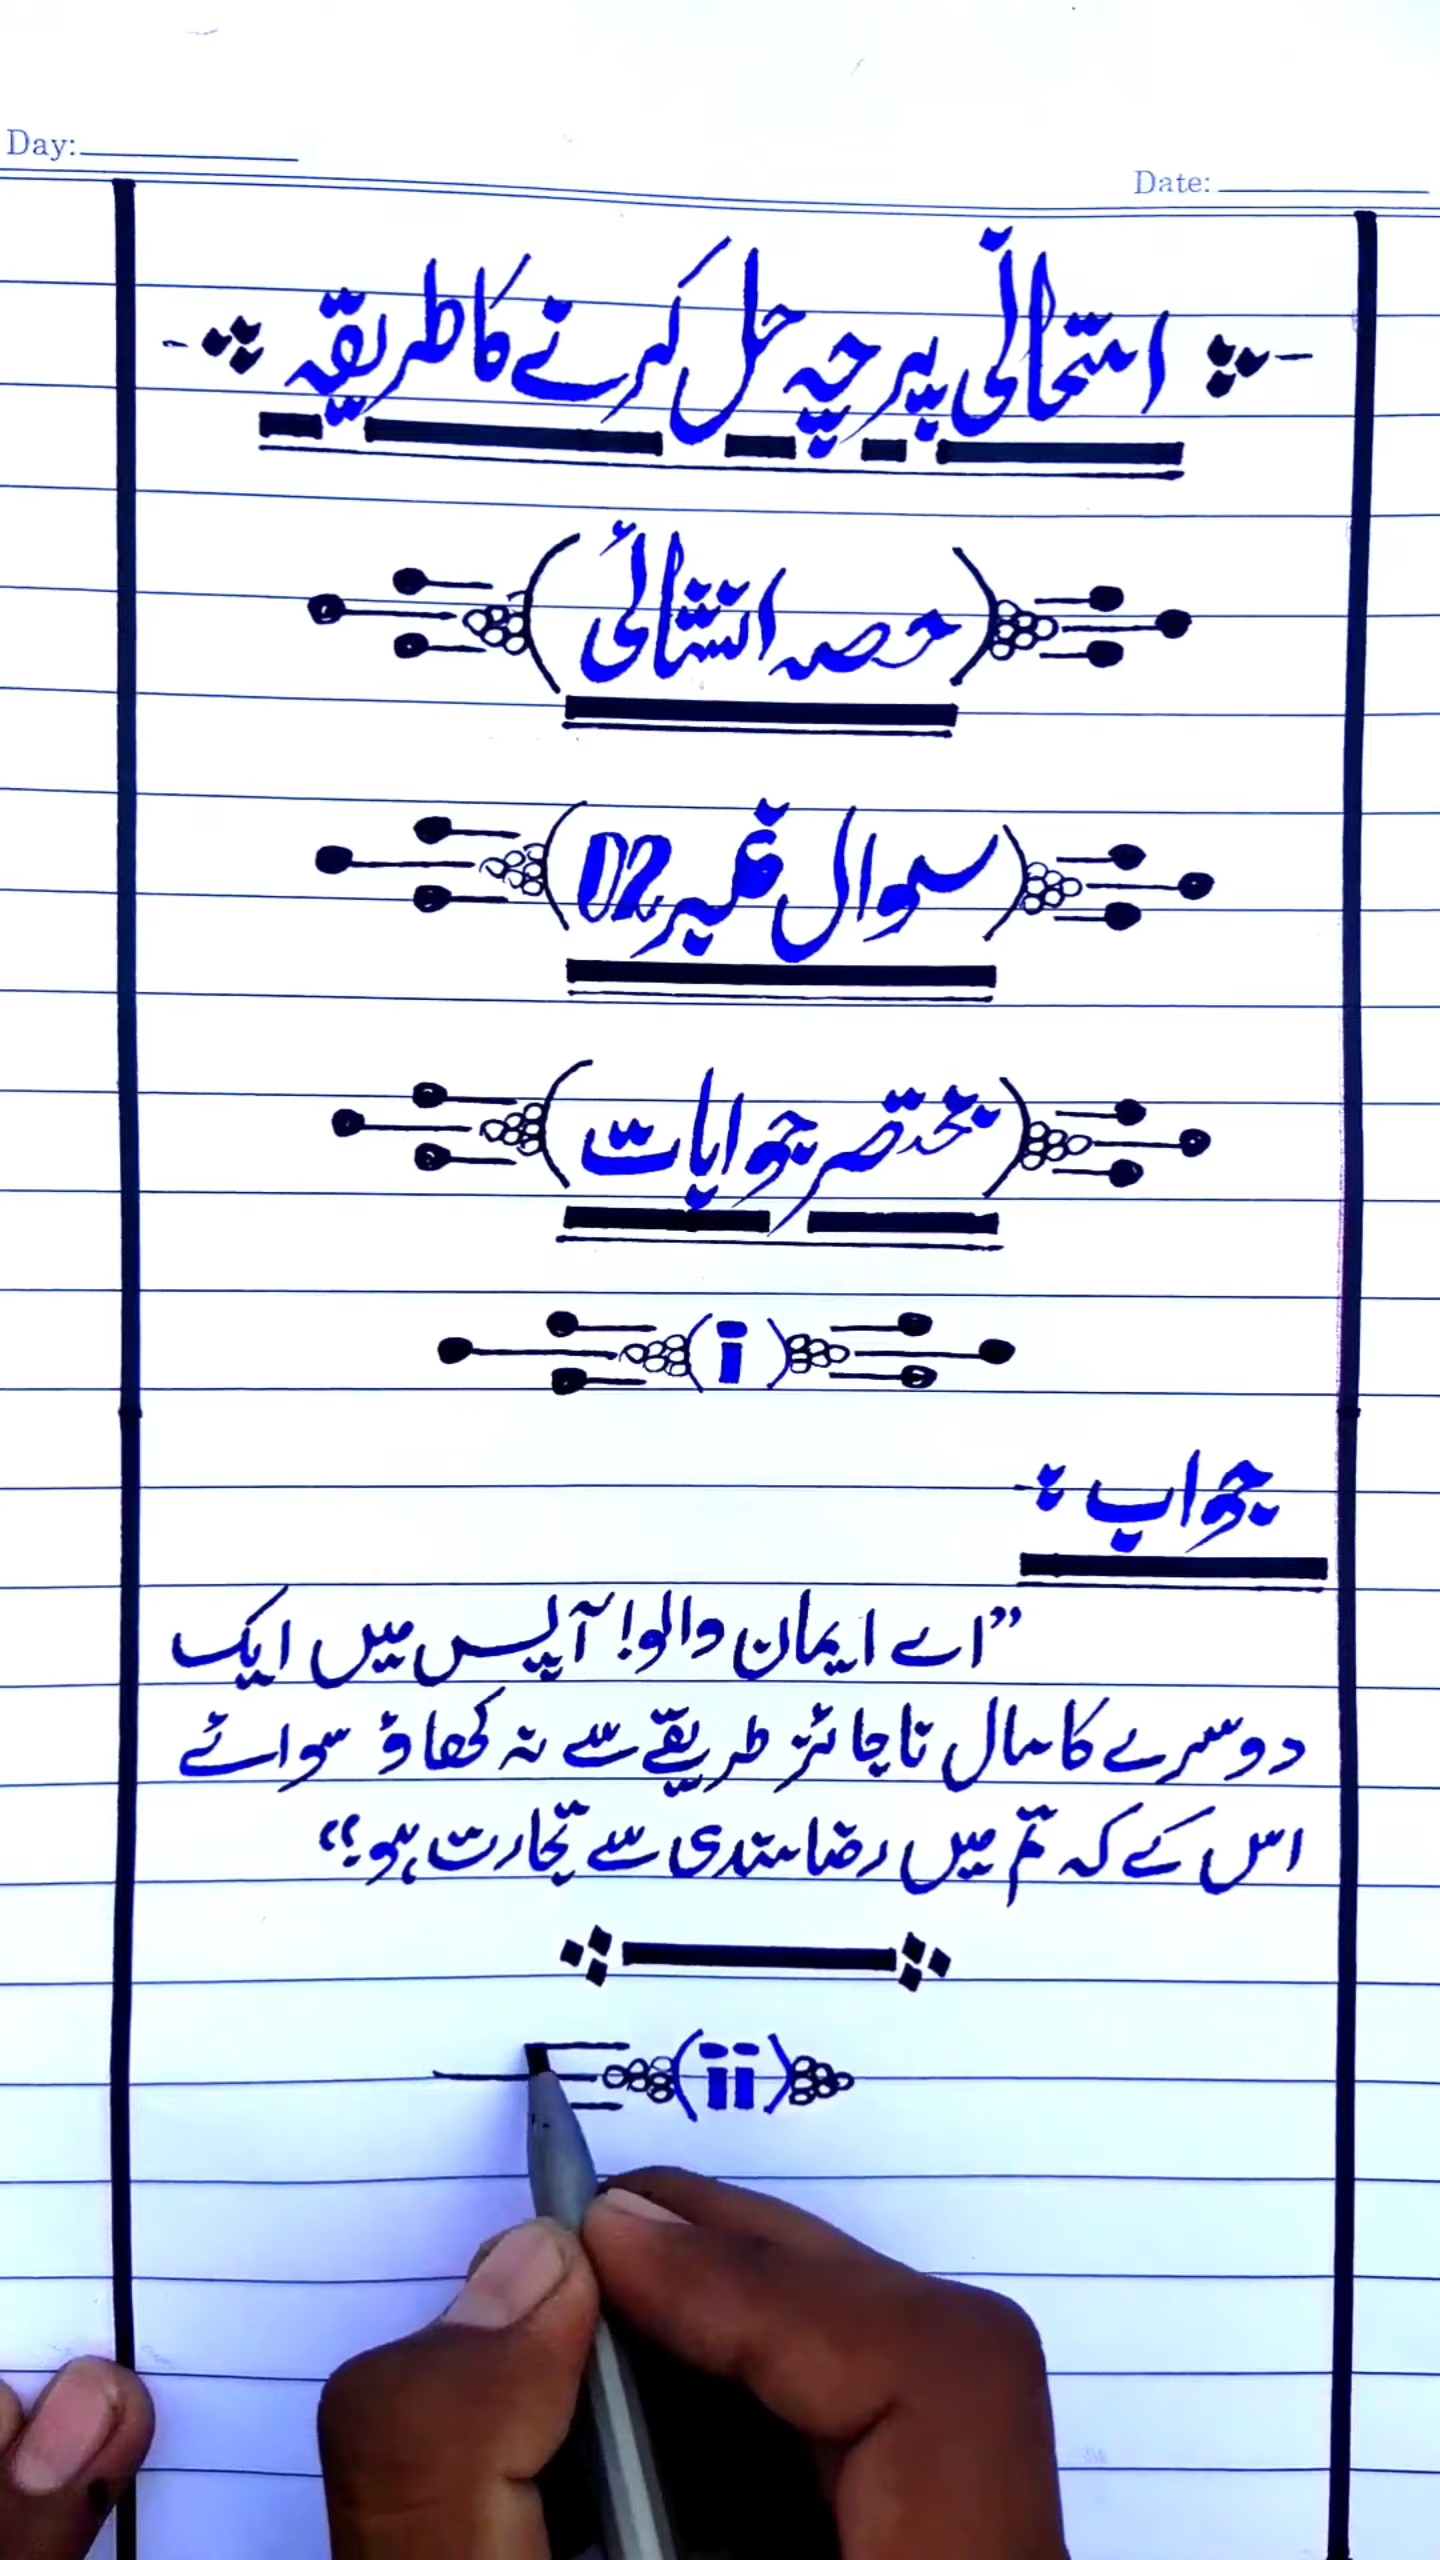 Day:
Date:
امتحانی پرچہ حل کرنے کا طریقہ
(حصہ انشائی)
(سوال نمبر 02)
(مختصر جوابات)
(i)
جواب :-
”اے ایمان والو! آپس میں ایک
دوسرے کا مال ناجائز طریقے سے نہ کھاؤ سوائے
اس کے کہ تم میں رضا مندی سے تجارت ہو؟“
(ii)